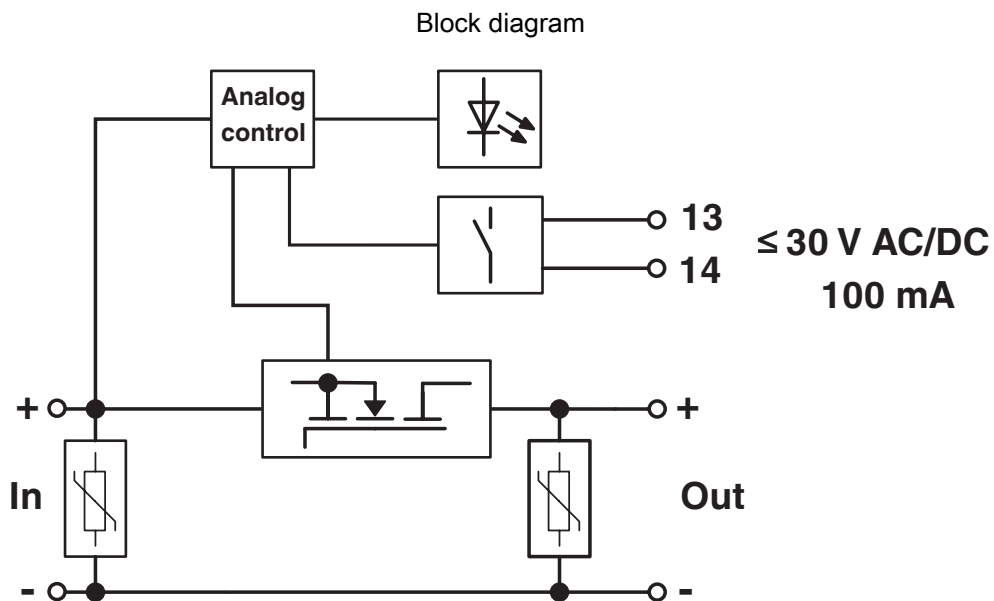 Block diagram
Analog
control
13
14
≤ 30 V AC/DC
100 mA
+
+
In
Out
-
-